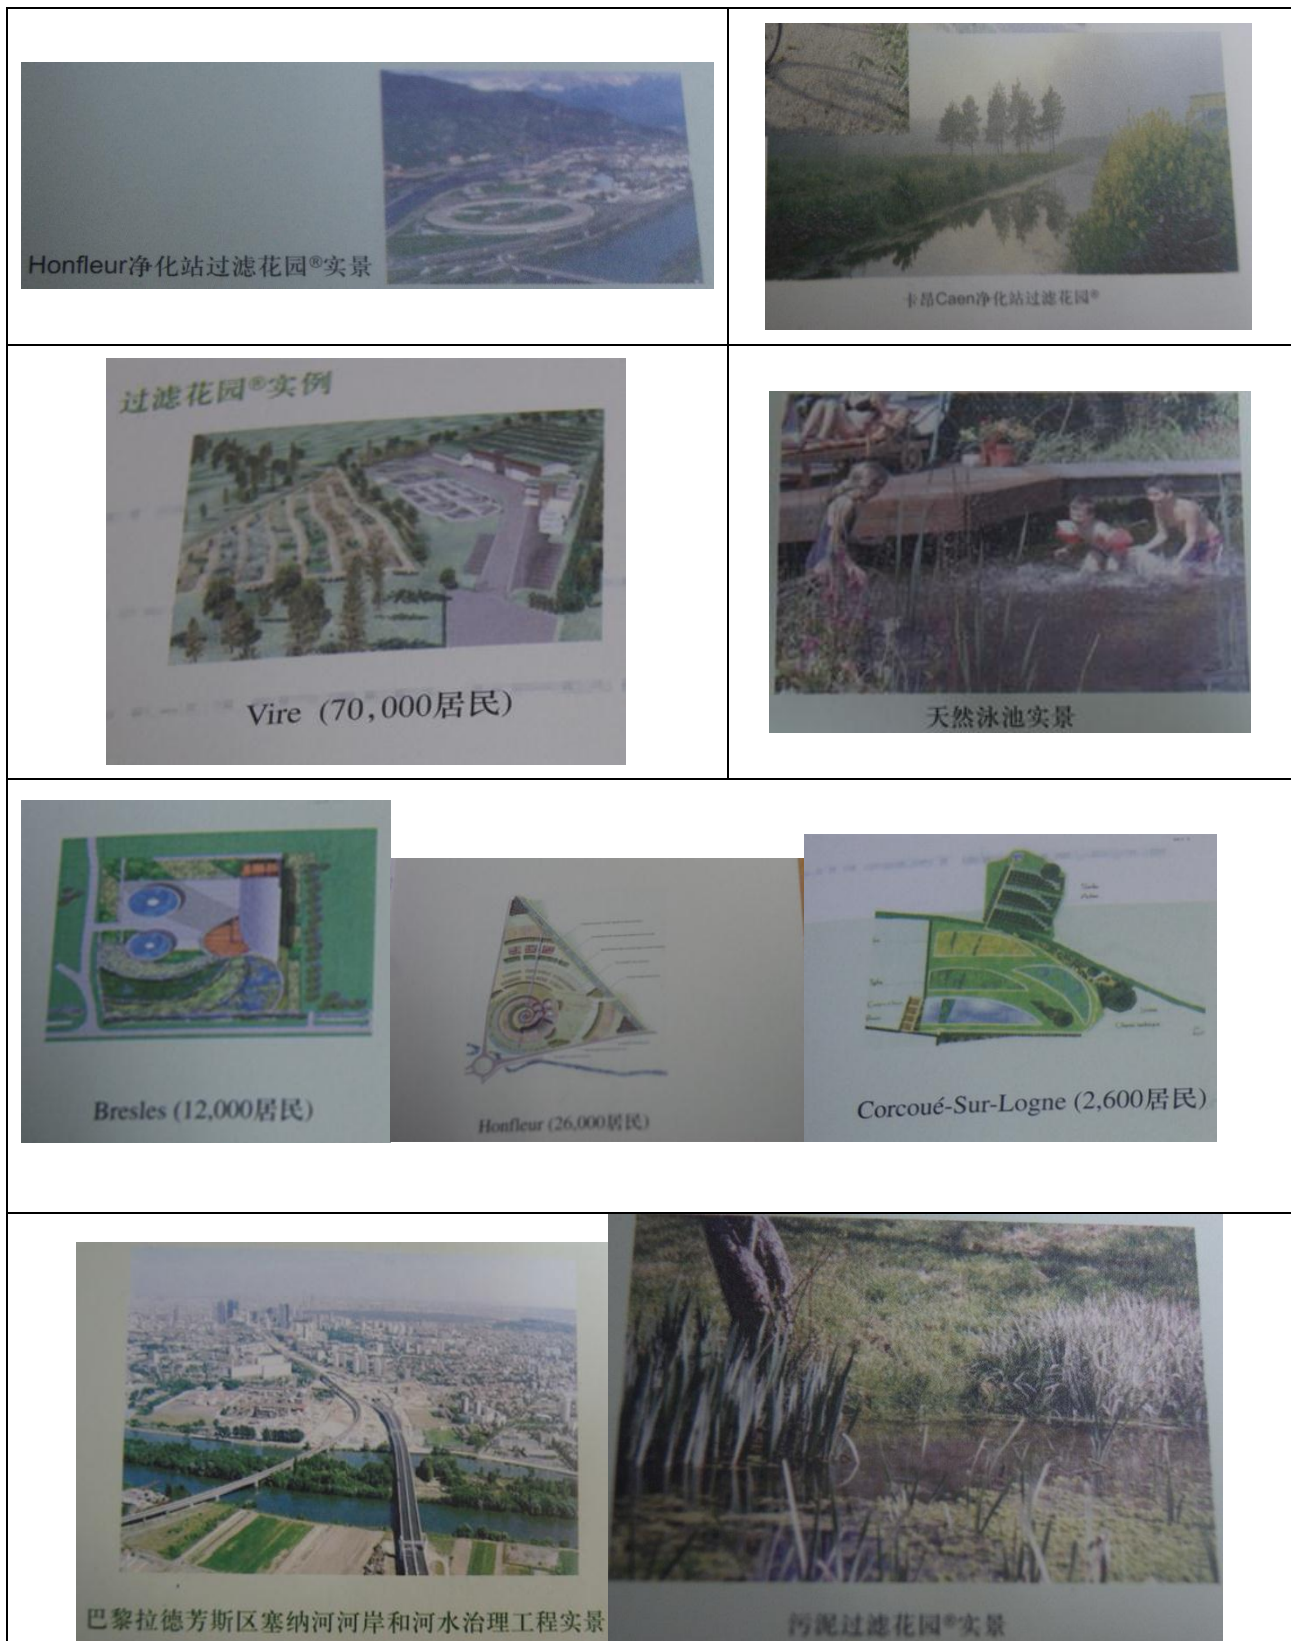 Honfleur净化站过滤花园®实景
卡昂Caen净化站过滤花园®
过滤花园®实例
Vire (70,000居民)
天然泳池实景
Bresles (12,000居民)
Honfleur (26,000居民)
Corcoué-Sur-Logne (2,600居民)
巴黎拉德芳斯区塞纳河河岸和河水治理工程实景
污泥过滤花园®实景